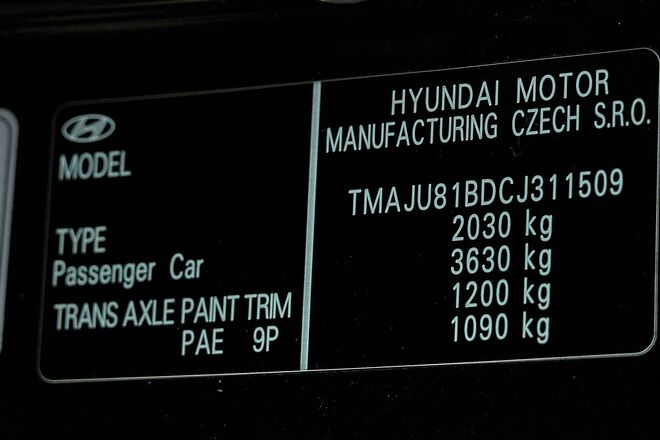 MODEL
TYPE
Passenger Car
TRANS AXLE PAINT TRIM
PAE 9P
HYUNDAI MOTOR
MANUFACTURING CZECH S.R.O.
TMAJU81BDCJ311509
2030 kg
3630 kg
1200 kg
1090 kg